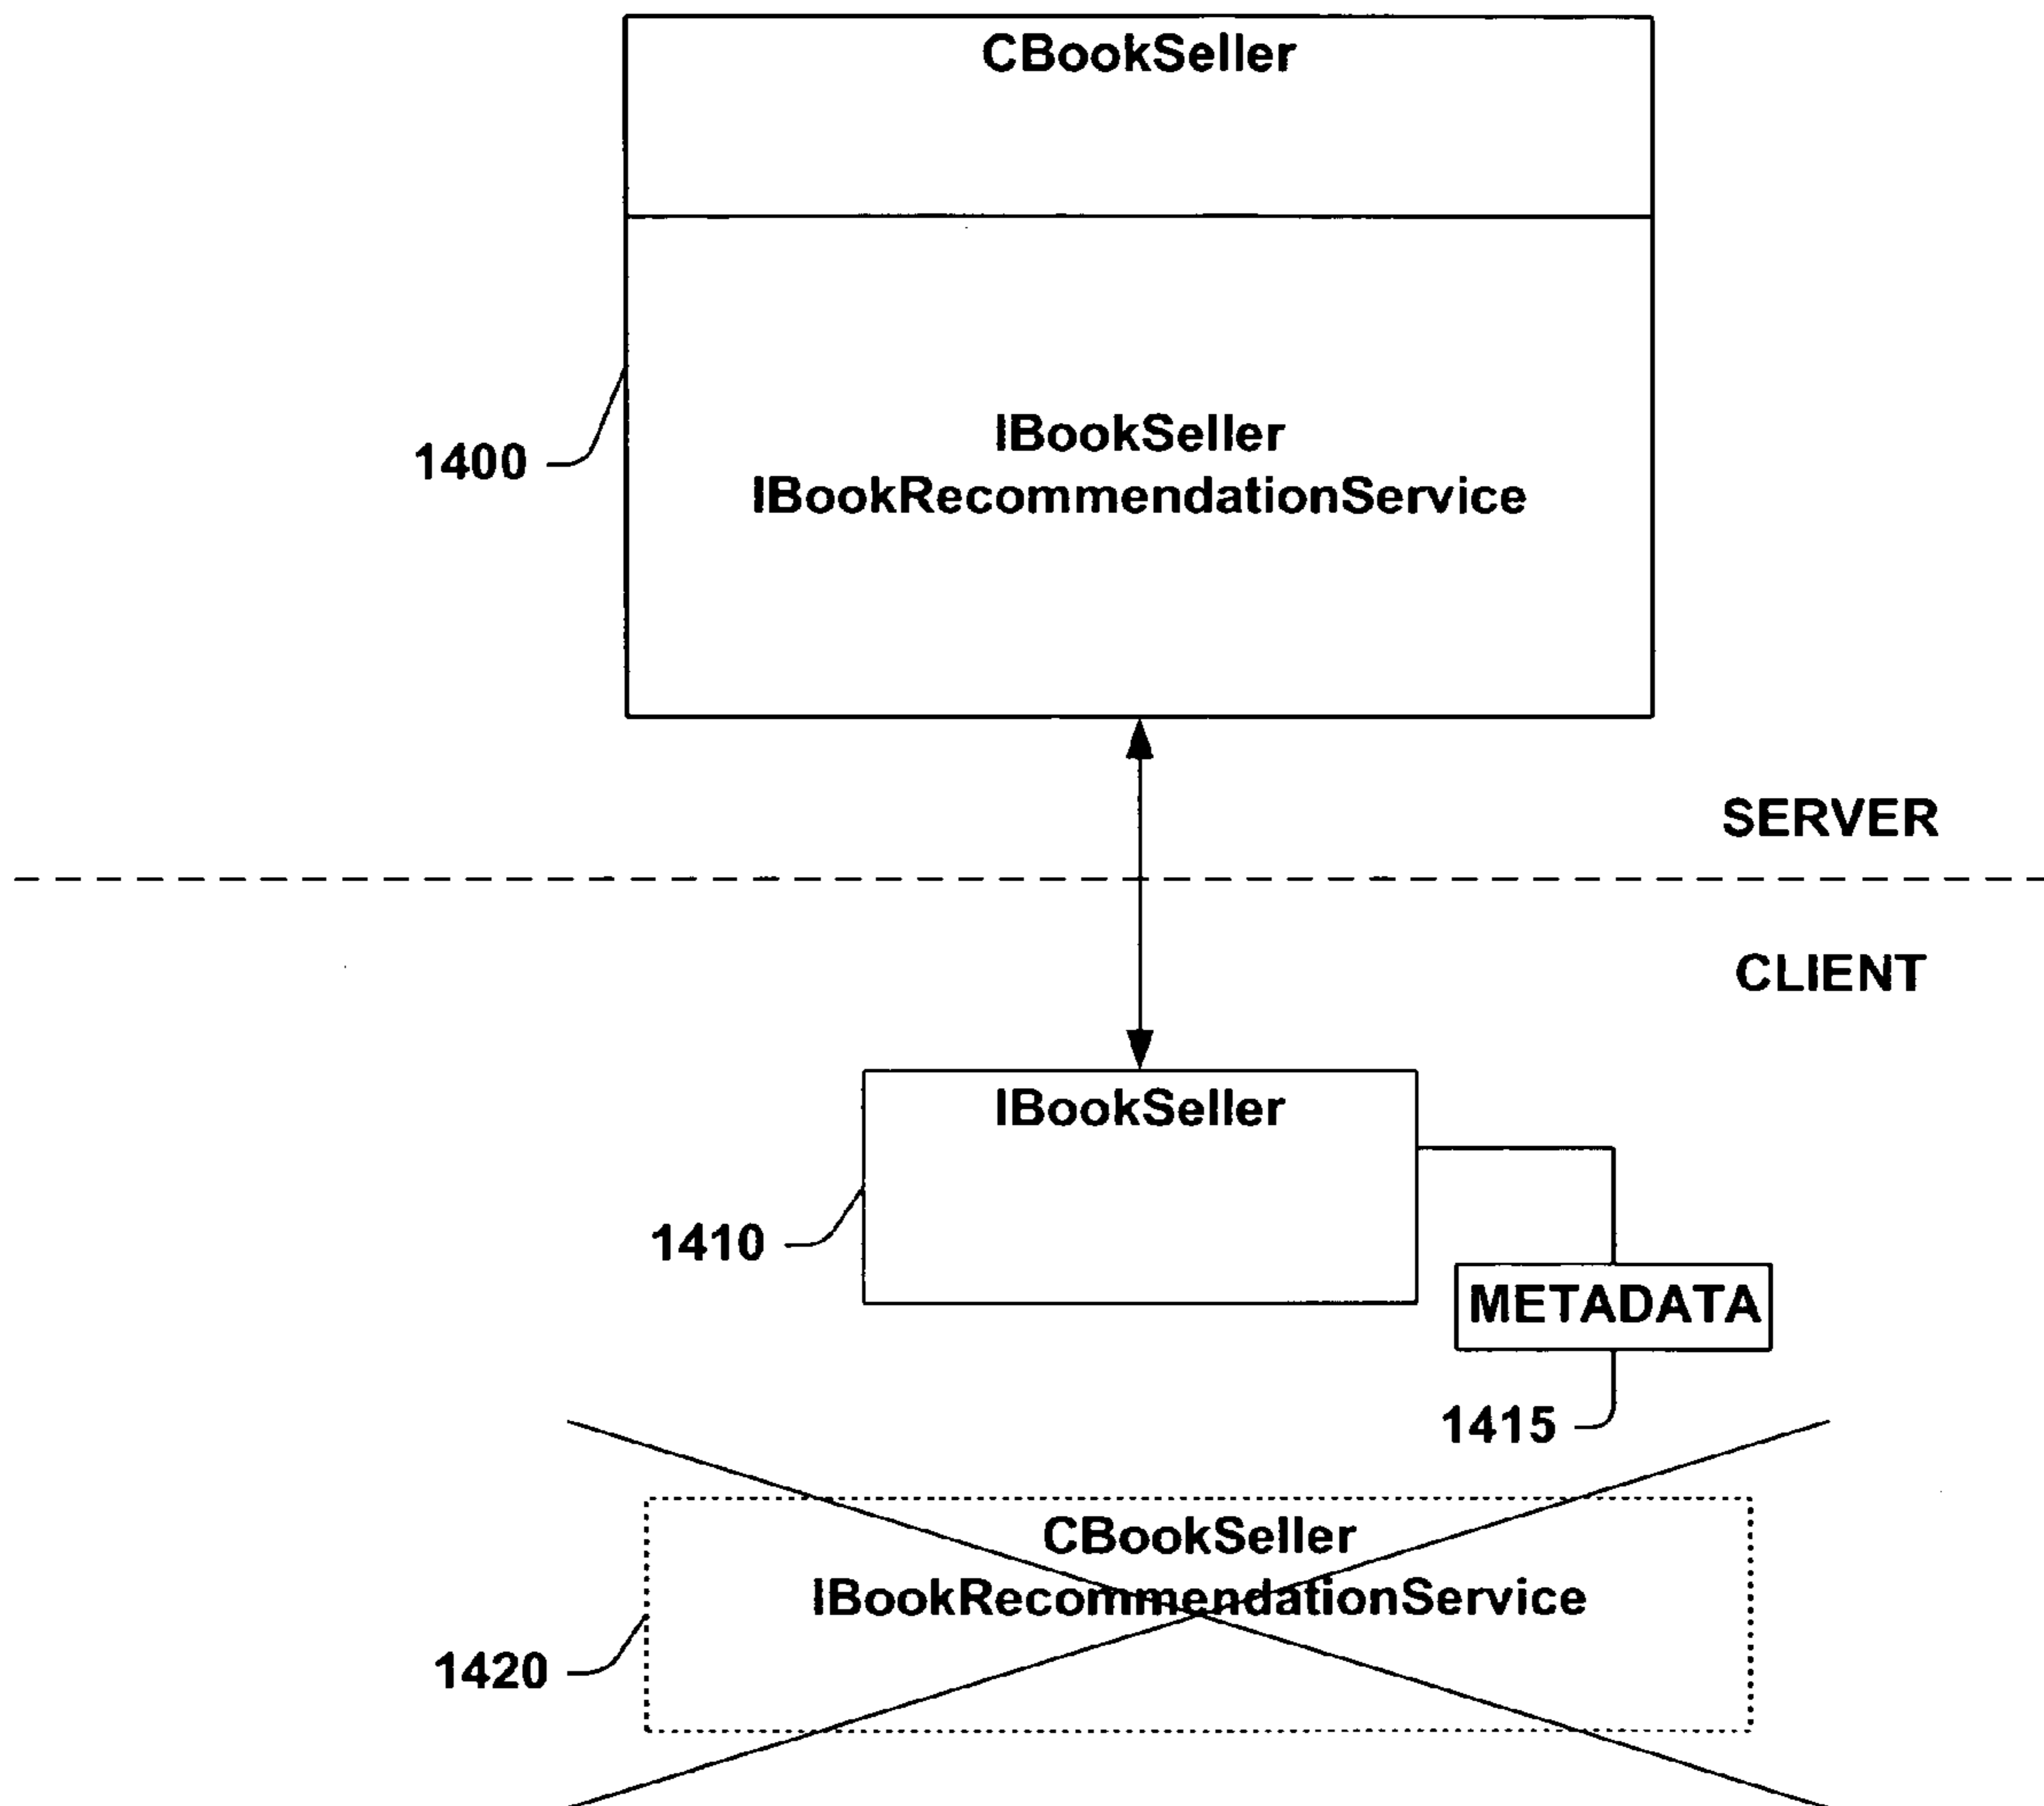 CBookSeller
IBookSeller
1400
IBookRecommendationService
SERVER
CLIENT
IBookSeller
1410
METADATA
1415
CBookSeller
IBookRecommendationService
1420